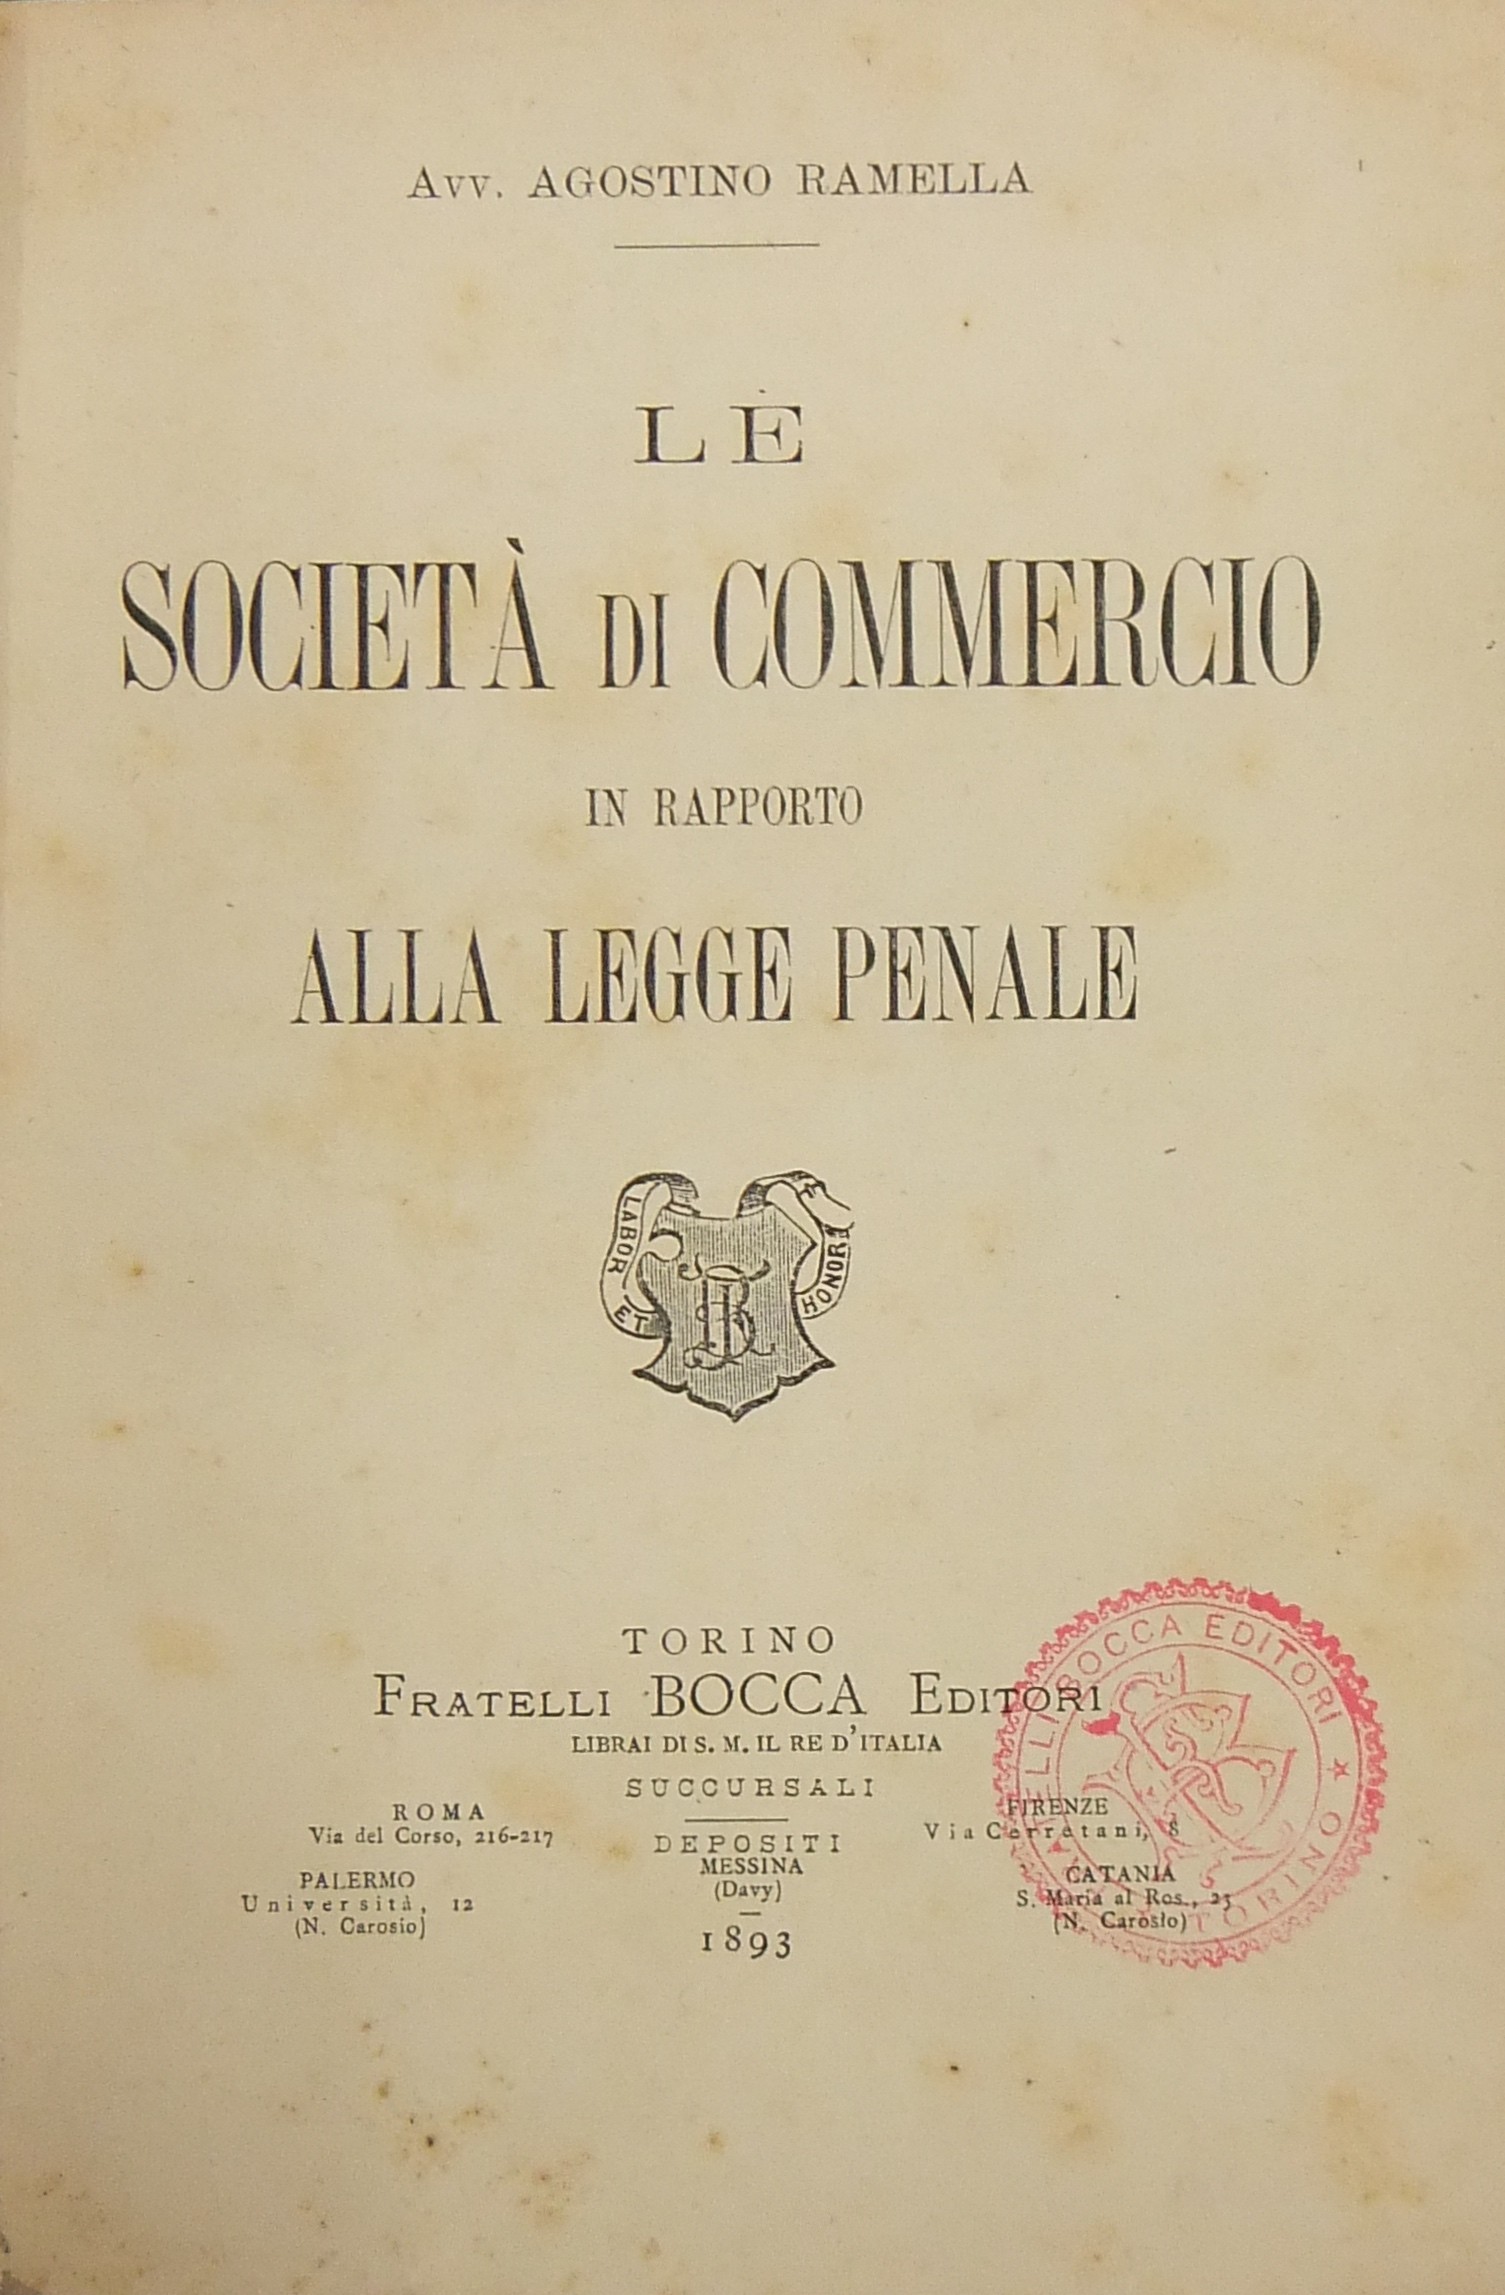 Avv. AGOSTINO RAMELLA
LE
SOCIETÀ DI COMMERCIO
IN RAPPORTO
ALLA LEGGE PENALE
LABOR ET HONOR
TORINO
FRATELLI BOCCA EDITORI
LIBRAI DI S. M. IL RE D'ITALIA
SUCCURSALI
ROMA
Via del Corso, 216-217
FIRENZE
Via Cerretani, 8
DEPOSITI
PALERMO
Università, 12
(N. Carosio)
MESSINA
(Davy)
CATANIA
S. Maria al Ros., 23
(N. Carosio)
1893
FRATELLI BOCCA EDITORI ★ TORINO